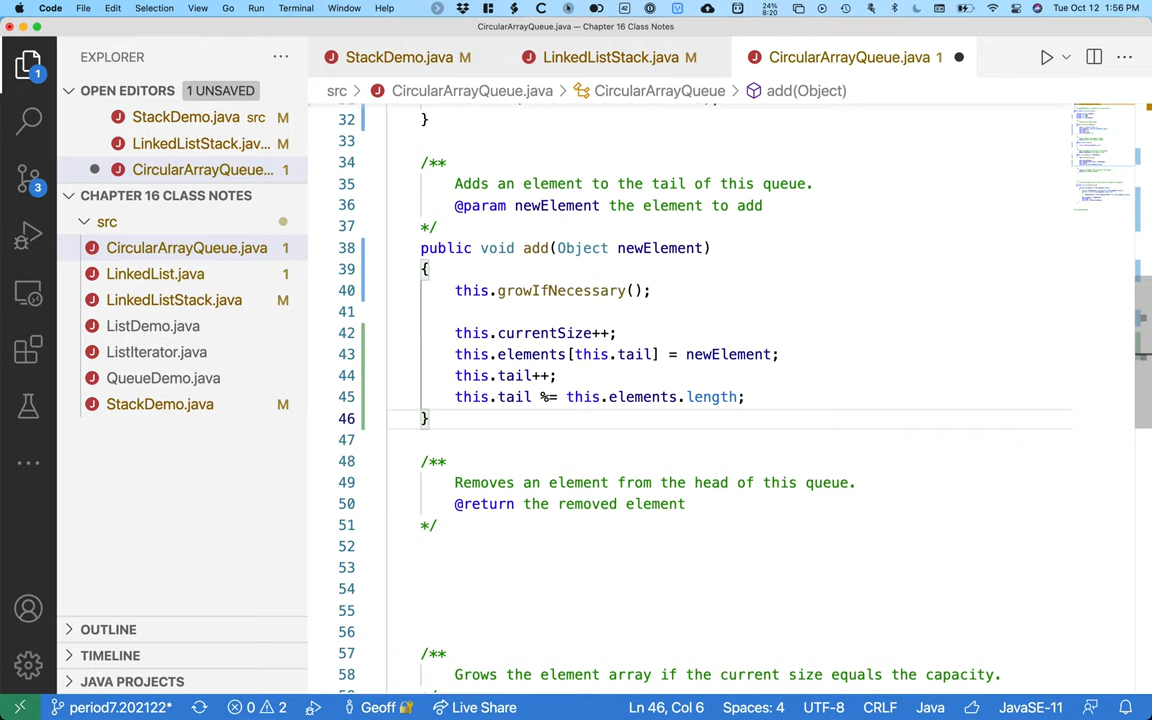 Code File Edit Selection View Go Run Terminal Window Help 24% 8:20 Tue Oct 12 1:56 PM
CircularArrayQueue.java — Chapter 16 Class Notes
EXPLORER
StackDemo.java M
LinkedListStack.java M
CircularArrayQueue.java 1
OPEN EDITORS 1 UNSAVED
src > CircularArrayQueue.java > CircularArrayQueue > add(Object)
StackDemo.java src M
LinkedListStack.jav... M
CircularArrayQueue... 1
CHAPTER 16 CLASS NOTES
src
CircularArrayQueue.java 1
LinkedList.java 1
LinkedListStack.java M
ListDemo.java
ListIterator.java
QueueDemo.java
StackDemo.java M
OUTLINE
TIMELINE
JAVA PROJECTS
1
3
32 }
33
34 /**
35 Adds an element to the tail of this queue.
36 @param newElement the element to add
37 */
38 public void add(Object newElement)
39 {
40 this.growIfNecessary();
41
42 this.currentSize++;
43 this.elements[this.tail] = newElement;
44 this.tail++;
45 this.tail %= this.elements.length;
46 }
47
48 /**
49 Removes an element from the head of this queue.
50 @return the removed element
51 */
52
53
54
55
56
57 /**
58 Grows the element array if the current size equals the capacity.
period7.202122* 0 2 Geoff Live Share Ln 46, Col 6 Spaces: 4 UTF-8 CRLF Java JavaSE-11